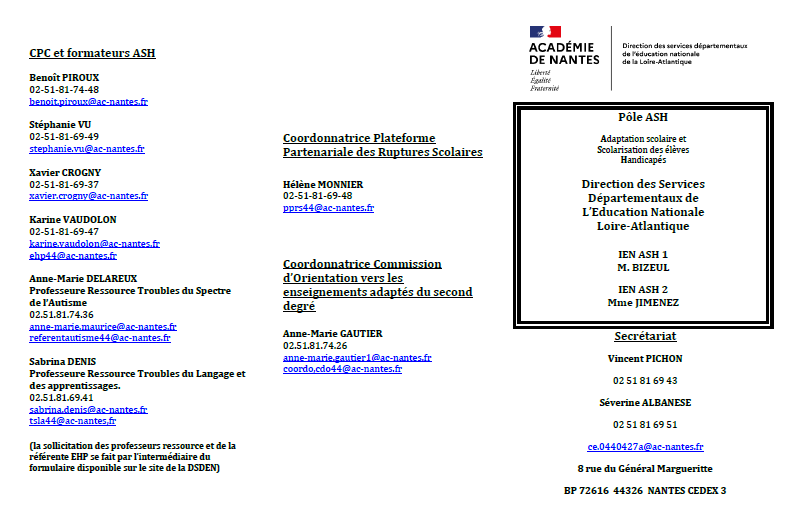 CPC et formateurs ASH
Benoît PIROUX
02-51-81-74-48
benoit.piroux@ac-nantes.fr
Stéphanie VU
02-51-81-69-49
stephanie.vu@ac-nantes.fr
Xavier CROGNY
02-51-81-69-37
xavier.crogny@ac-nantes.fr
Karine VAUDOLON
02-51-81-69-47
karine.vaudolon@ac-nantes.fr
ehp44@ac-nantes.fr
Anne-Marie DELAREUX
Professeure Ressource Troubles du Spectre
de l'Autisme
02.51.81.74.36
anne-marie.maurice@ac-nantes.fr
referentautisme44@ac-nantes.fr
Sabrina DENIS
Professeure Ressource Troubles du Langage et
des apprentissages.
02.51.81.69.41
sabrina.denis@ac-nantes.fr
tsla44@ac-nantes,fr
(la sollicitation des professeurs ressource et de la
référente EHP se fait par l'intermédiaire du
formulaire disponible sur le site de la DSDEN)
Coordonnatrice Plateforme
Partenariale des Ruptures Scolaires
Hélène MONNIER
02-51-81-69-48
pprs44@ac-nantes.fr
Coordonnatrice Commission
d'Orientation vers les
enseignements adaptés du second
degré
Anne-Marie GAUTIER
02.51.81.74.26
anne-marie.gautier1@ac-nantes.fr
coordo.cdo44@ac-nantes.fr
ACADÉMIE
DE NANTES
Liberté
Égalité
Fraternité
Direction des services départementaux
de l'éducation nationale
de la Loire-Atlantique
Pôle ASH
Adaptation scolaire et
Scolarisation des élèves
Handicapés
Direction des Services
Départementaux de
L'Education Nationale
Loire-Atlantique
IEN ASH 1
M. BIZEUL
IEN ASH 2
Mme JIMENEZ
Secrétariat
Vincent PICHON
02 51 81 69 43
Séverine ALBANESE
02 51 81 69 51
ce.0440427a@ac-nantes.fr
8 rue du Général Margueritte
BP 72616 44326 NANTES CEDEX 3